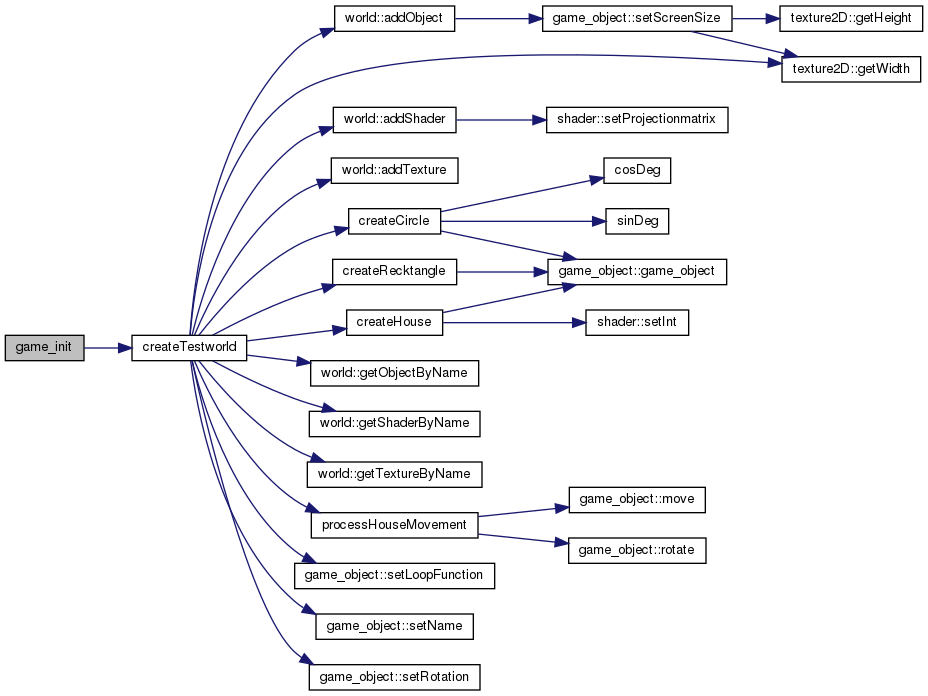 game_init
createTestworld
world::addObject
game_object::setScreenSize
texture2D::getHeight
texture2D::getWidth
world::addShader
shader::setProjectionmatrix
world::addTexture
createCircle
cosDeg
sinDeg
game_object::game_object
createRecktangle
createHouse
shader::setInt
world::getObjectByName
world::getShaderByName
world::getTextureByName
processHouseMovement
game_object::move
game_object::rotate
game_object::setLoopFunction
game_object::setName
game_object::setRotation